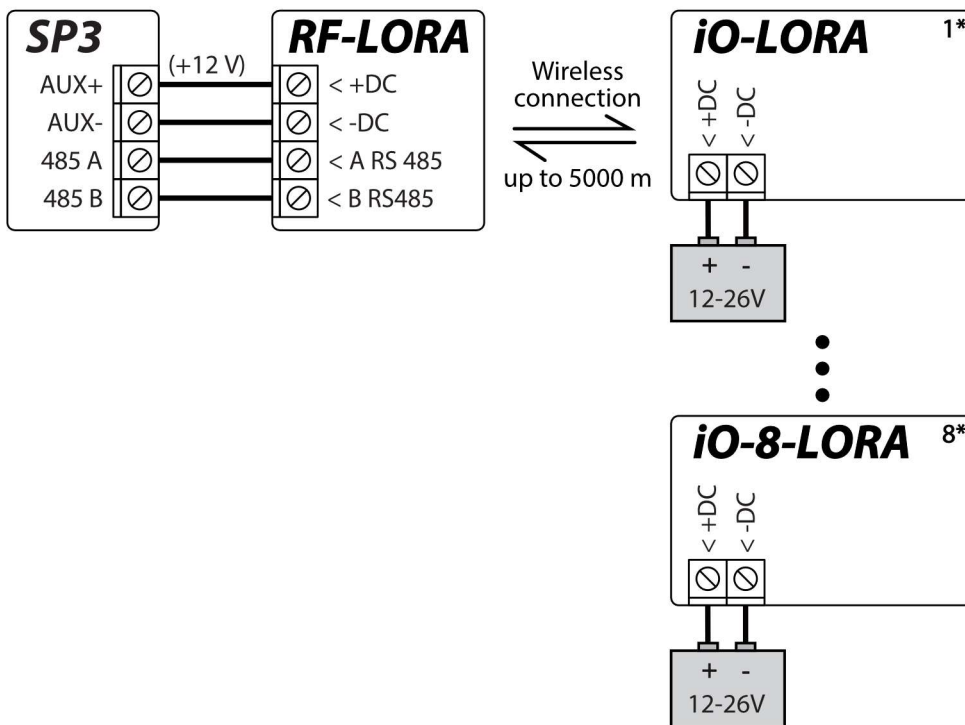 SP3
AUX+
AUX-
485 A
485 B
(+12 V)
RF-LORA
< +DC
< -DC
< A RS 485
< B RS485
Wireless
connection
up to 5000 m
iO-LORA 1*
< +DC
< -DC
+ -
12-26V
iO-8-LORA 8*
< +DC
< -DC
+ -
12-26V